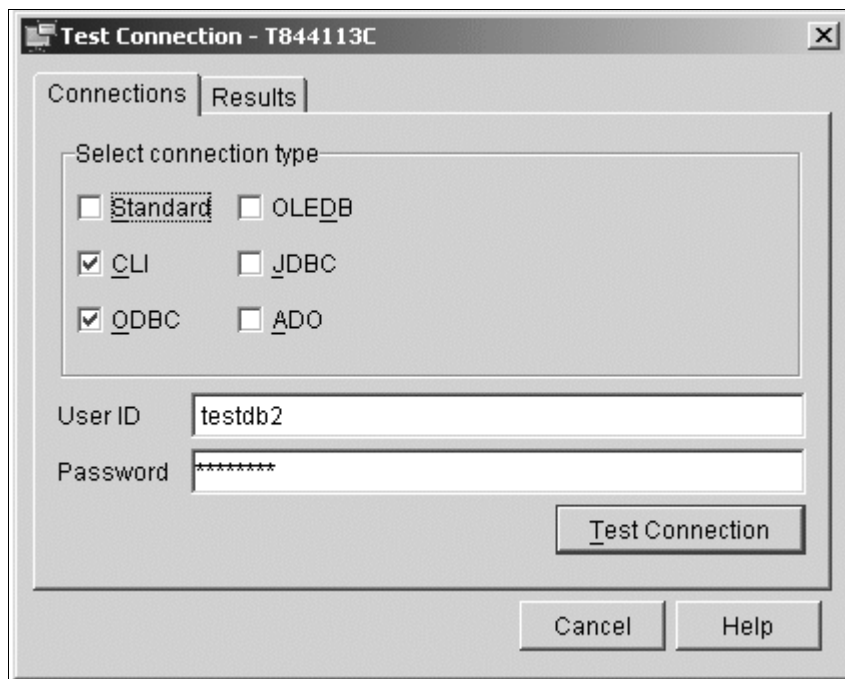 Test Connection - T844113C
Connections Results
Select connection type
Standard OLEDB
CLI JDBC
ODBC ADO
User ID testdb2
Password ********
Test Connection
Cancel Help